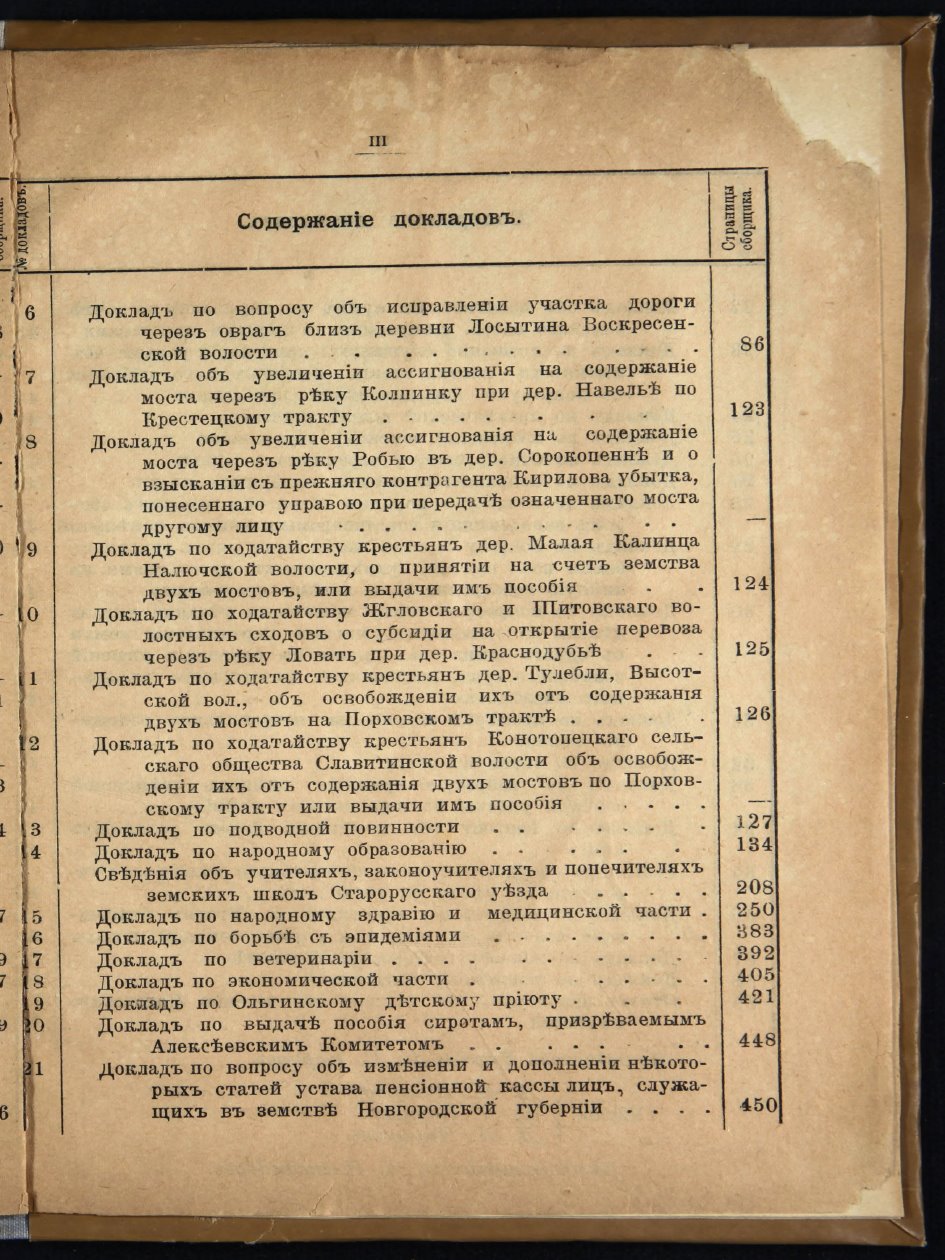 III
№ докладовъ.
Содержаніе докладовъ.
Страницы сборщика.
6 Докладъ по вопросу объ исправленіи участка дороги
черезъ оврагъ близъ деревни Лосытина Воскресен-
ской волости . . . . . . . . . . . . . 86
7 Докладъ объ увеличеніи ассигнованія на содержаніе
моста черезъ рѣку Колпинку при дер. Навельѣ по
Крестецкому тракту . . . . . . . . . 123
8 Докладъ объ увеличеніи ассигнованія на содержаніе
моста черезъ рѣку Робью въ дер. Сорокопеннѣ и о
взысканіи съ прежняго контрагента Кирилова убытка,
понесеннаго управою при передачѣ означеннаго моста
другому лицу . . . . . . . . . . . —
9 Докладъ по ходатайству крестьянъ дер. Малая Калинца
Налючской волости, о принятіи на счетъ земства
двухъ мостовъ, или выдачи имъ пособія . . 124
0 Докладъ по ходатайству Жгловскаго и Шитовскаго во-
лостныхъ сходовъ о субсидіи на открытіе перевоза
черезъ рѣку Ловать при дер. Краснодубьѣ . . . 125
1 Докладъ по ходатайству крестьянъ дер. Тулебли, Высот-
ской вол., объ освобожденіи ихъ отъ содержанія
двухъ мостовъ на Порховскомъ трактѣ . . . . . . 126
2 Докладъ по ходатайству крестьянъ Конотопецкаго сель-
скаго общества Славитинской волости объ освобож-
деніи ихъ отъ содержанія двухъ мостовъ по Порхов-
скому тракту или выдачи имъ пособія . . . . . —
3 Докладъ по подводной повинности . . . . . . . 127
4 Докладъ по народному образованію . . . . . . 134
Свѣдѣнія объ учителяхъ, законоучителяхъ и попечителяхъ
земскихъ школъ Старорусскаго уѣзда . . . . . 208
15 Докладъ по народному здравію и медицинской части . 250
16 Докладъ по борьбѣ съ эпидеміями . . . . . . . . . 383
17 Докладъ по ветеринаріи . . . . . . . . . . 392
18 Докладъ по экономической части . . . . . . . 405
19 Докладъ по Ольгинскому дѣтскому пріюту . . . . 421
20 Докладъ по выдачѣ пособія сиротамъ, призрѣваемымъ
Алексѣевскимъ Комитетомъ . . . . . . . 448
21 Докладъ по вопросу объ измѣненіи и дополненіи нѣкото-
рыхъ статей устава пенсіонной кассы лицъ, служа-
щихъ въ земствѣ Новгородской губерніи . . . . 450